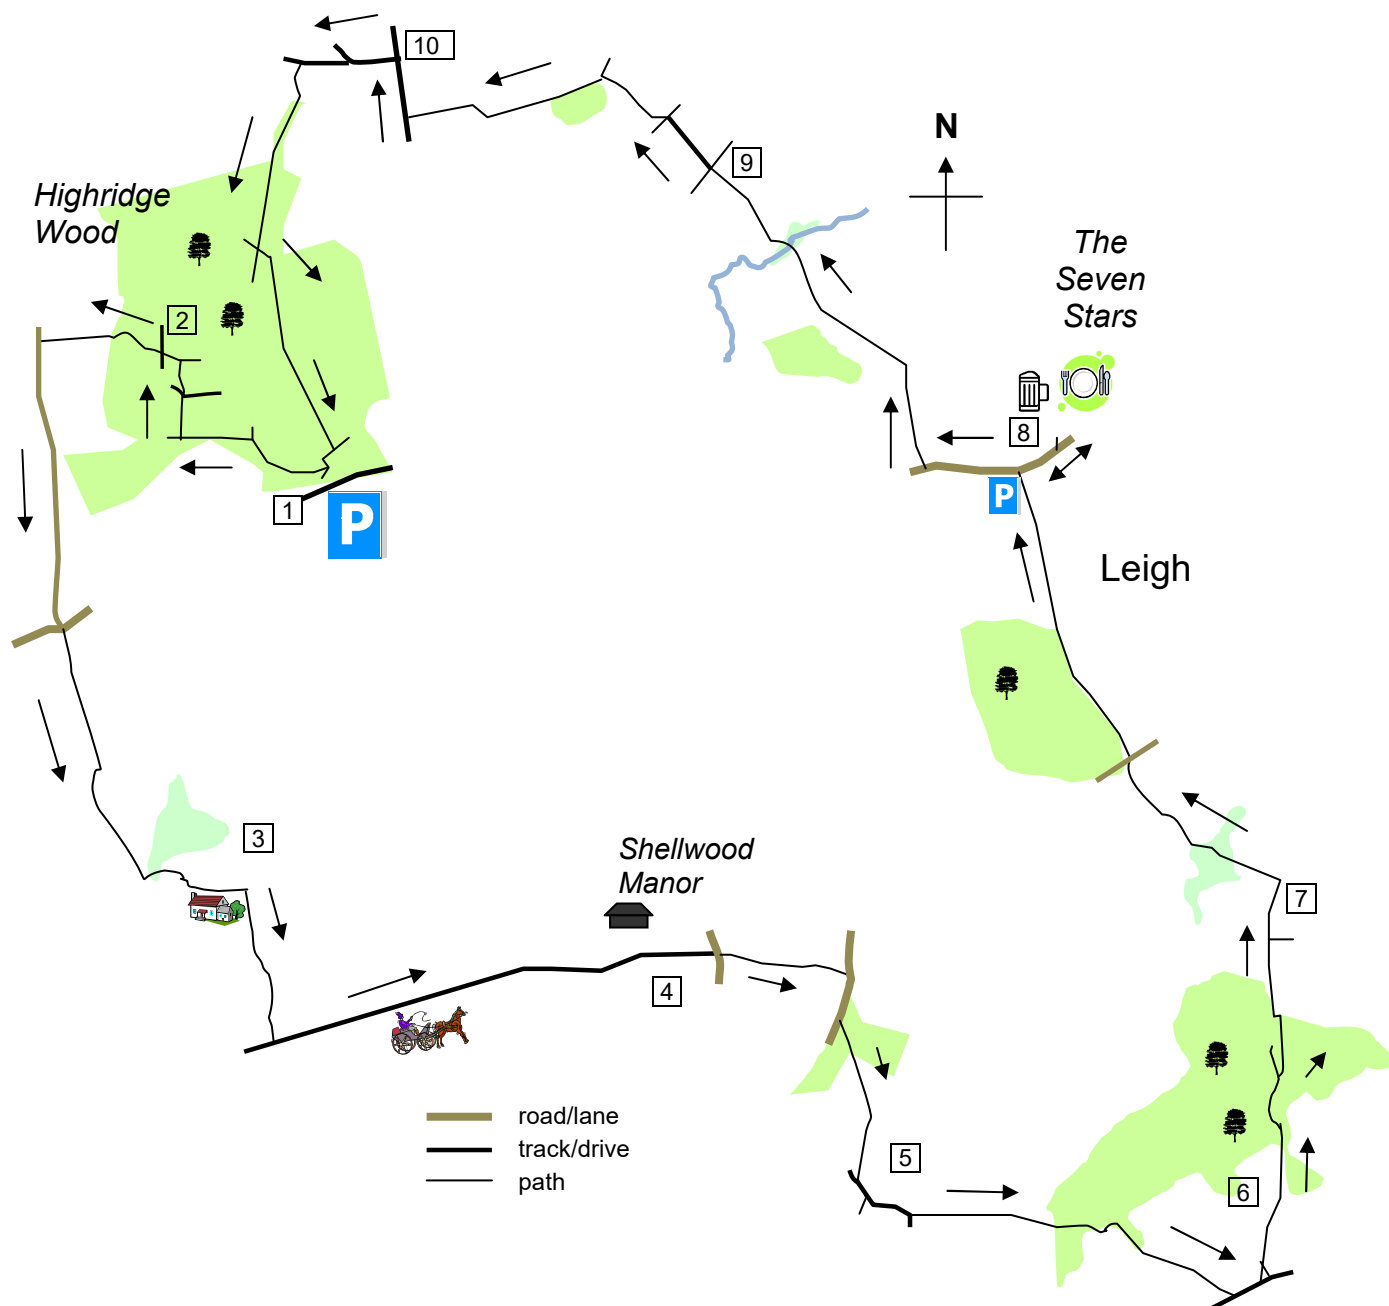 10
N
9
Highridge
Wood
The
Seven
Stars
2
8
1
P
P
Leigh
3
Shellwood
Manor
7
4
road/lane
track/drive
path
5
6